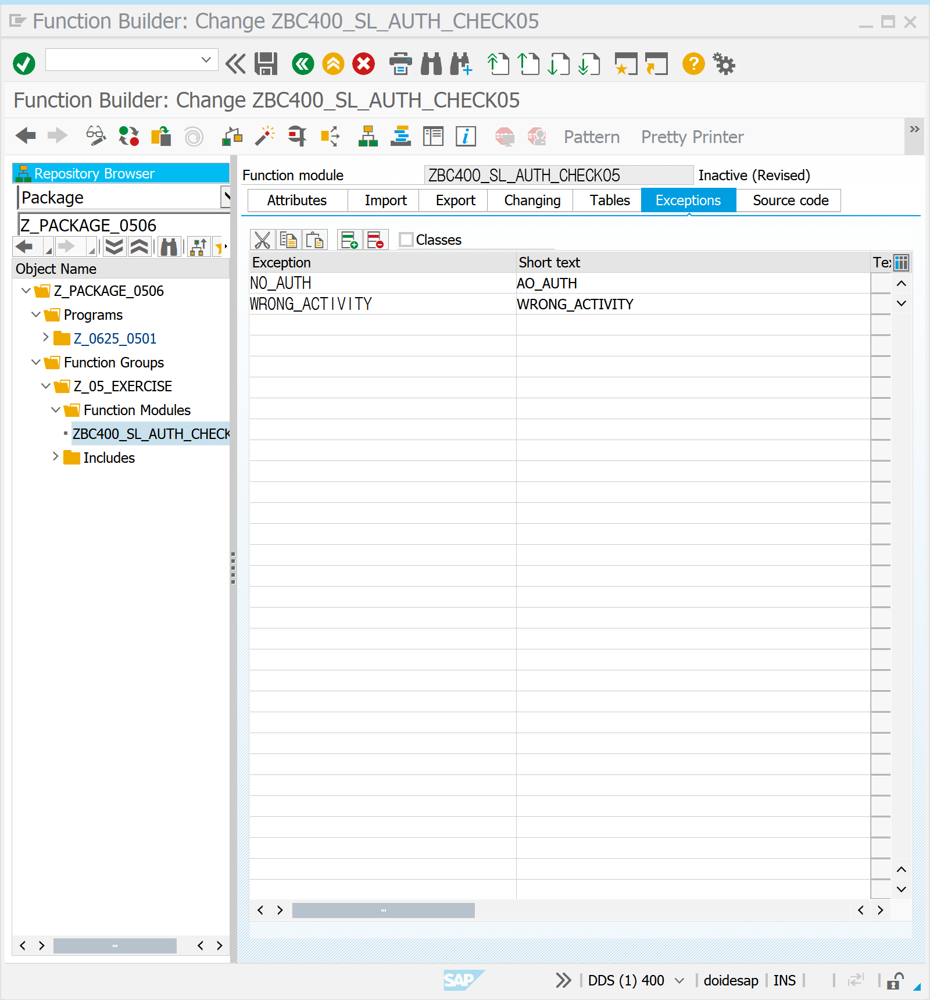 Function Builder: Change ZBC400_SL_AUTH_CHECK05
Function Builder: Change ZBC400_SL_AUTH_CHECK05
Pattern Pretty Printer
Repository Browser
Package
Z_PACKAGE_0506
Object Name
Z_PACKAGE_0506
Programs
Z_0625_0501
Function Groups
Z_05_EXERCISE
Function Modules
ZBC400_SL_AUTH_CHECK
Includes
Function module ZBC400_SL_AUTH_CHECK05 Inactive (Revised)
Attributes Import Export Changing Tables Exceptions Source code
Classes
Exception Short text Tex
NO_AUTH AO_AUTH
WRONG_ACTIVITY WRONG_ACTIVITY
SAP DDS (1) 400 doidesap INS